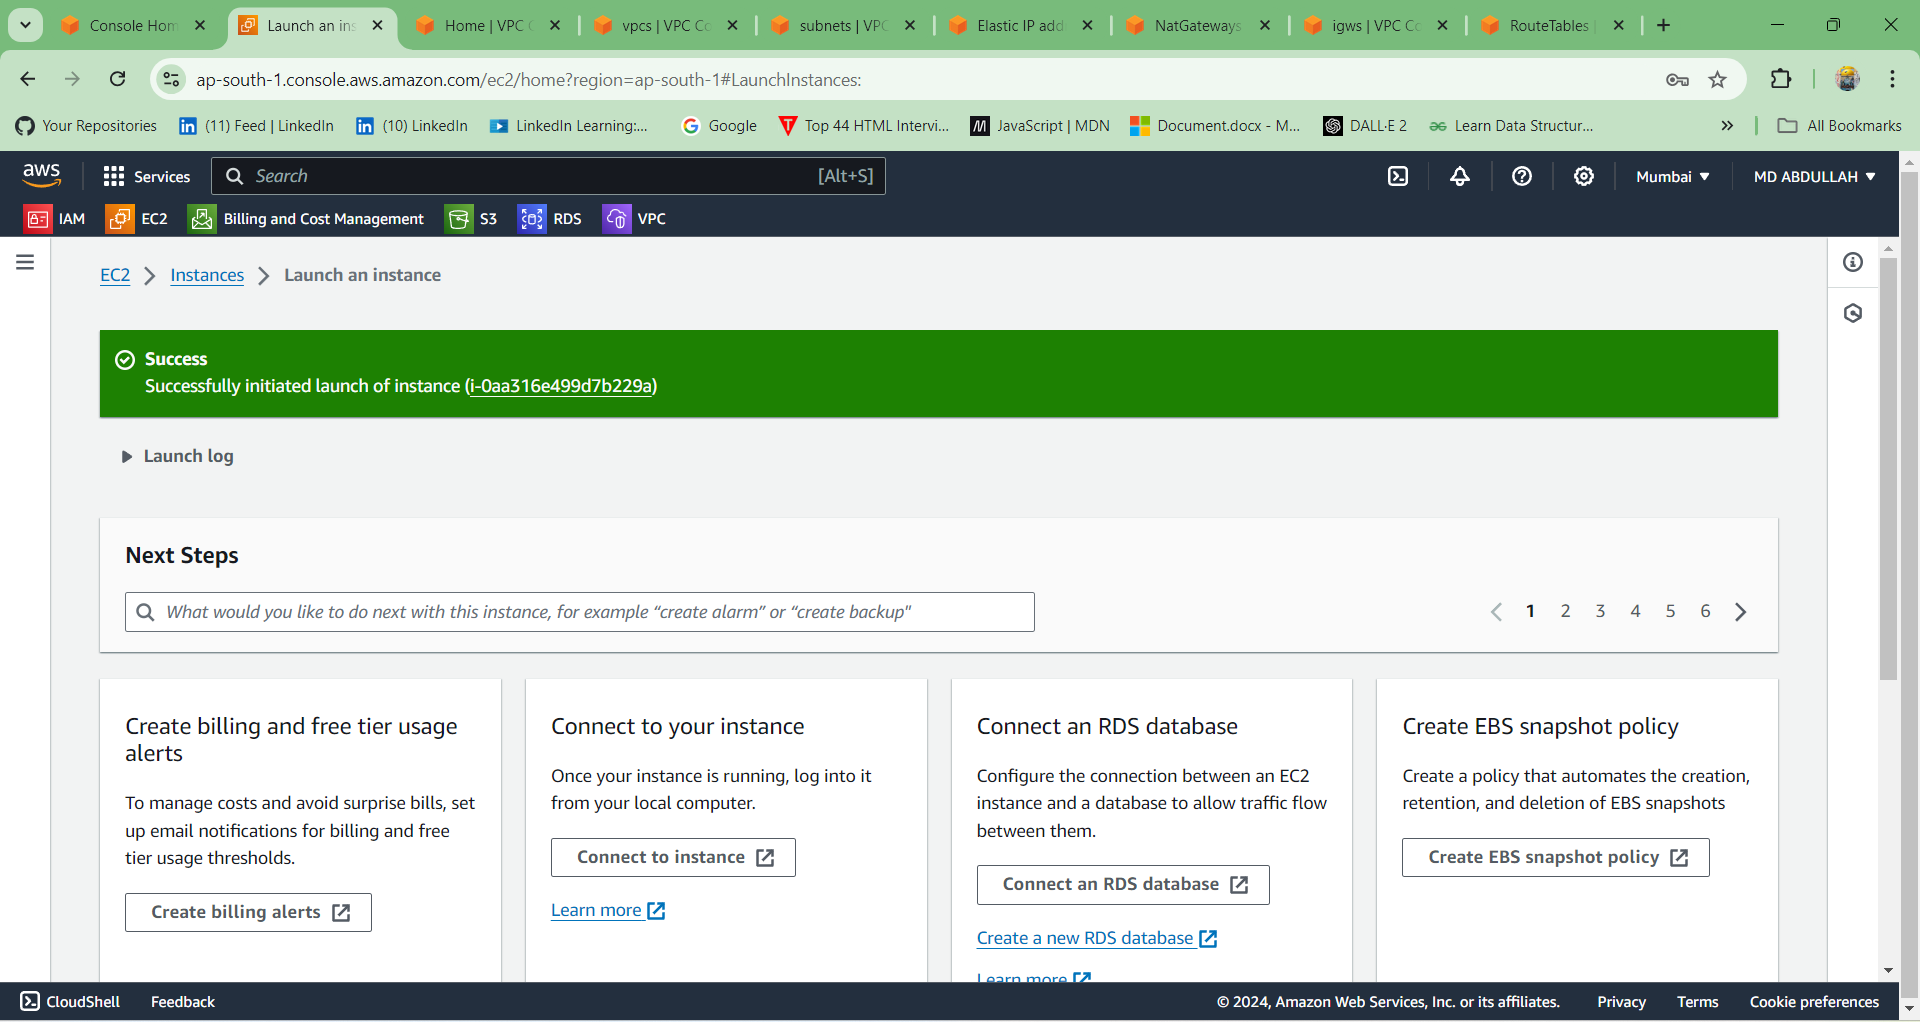 Console Hom
Launch an ins
Home | VPC C
vpcs | VPC Co
subnets | VPC
Elastic IP add
NatGateways
igws | VPC Co
RouteTables |
ap-south-1.console.aws.amazon.com/ec2/home?region=ap-south-1#LaunchInstances:
Your Repositories
(11) Feed | LinkedIn
(10) LinkedIn
LinkedIn Learning:...
Google
Top 44 HTML Intervi...
JavaScript | MDN
Document.docx - M...
DALL·E 2
Learn Data Structur...
All Bookmarks
aws
Services
Search
[Alt+S]
Mumbai
MD ABDULLAH
IAM
EC2
Billing and Cost Management
S3
RDS
VPC
EC2
Instances
Launch an instance
Success
Successfully initiated launch of instance (i-0aa316e499d7b229a)
Launch log
Next Steps
What would you like to do next with this instance, for example “create alarm” or “create backup"
1 2 3 4 5 6
Create billing and free tier usage
alerts
To manage costs and avoid surprise bills, set
up email notifications for billing and free
tier usage thresholds.
Create billing alerts
Connect to your instance
Once your instance is running, log into it
from your local computer.
Connect to instance
Learn more
Connect an RDS database
Configure the connection between an EC2
instance and a database to allow traffic flow
between them.
Connect an RDS database
Create a new RDS database
Learn more
Create EBS snapshot policy
Create a policy that automates the creation,
retention, and deletion of EBS snapshots
Create EBS snapshot policy
CloudShell
Feedback
© 2024, Amazon Web Services, Inc. or its affiliates.
Privacy
Terms
Cookie preferences